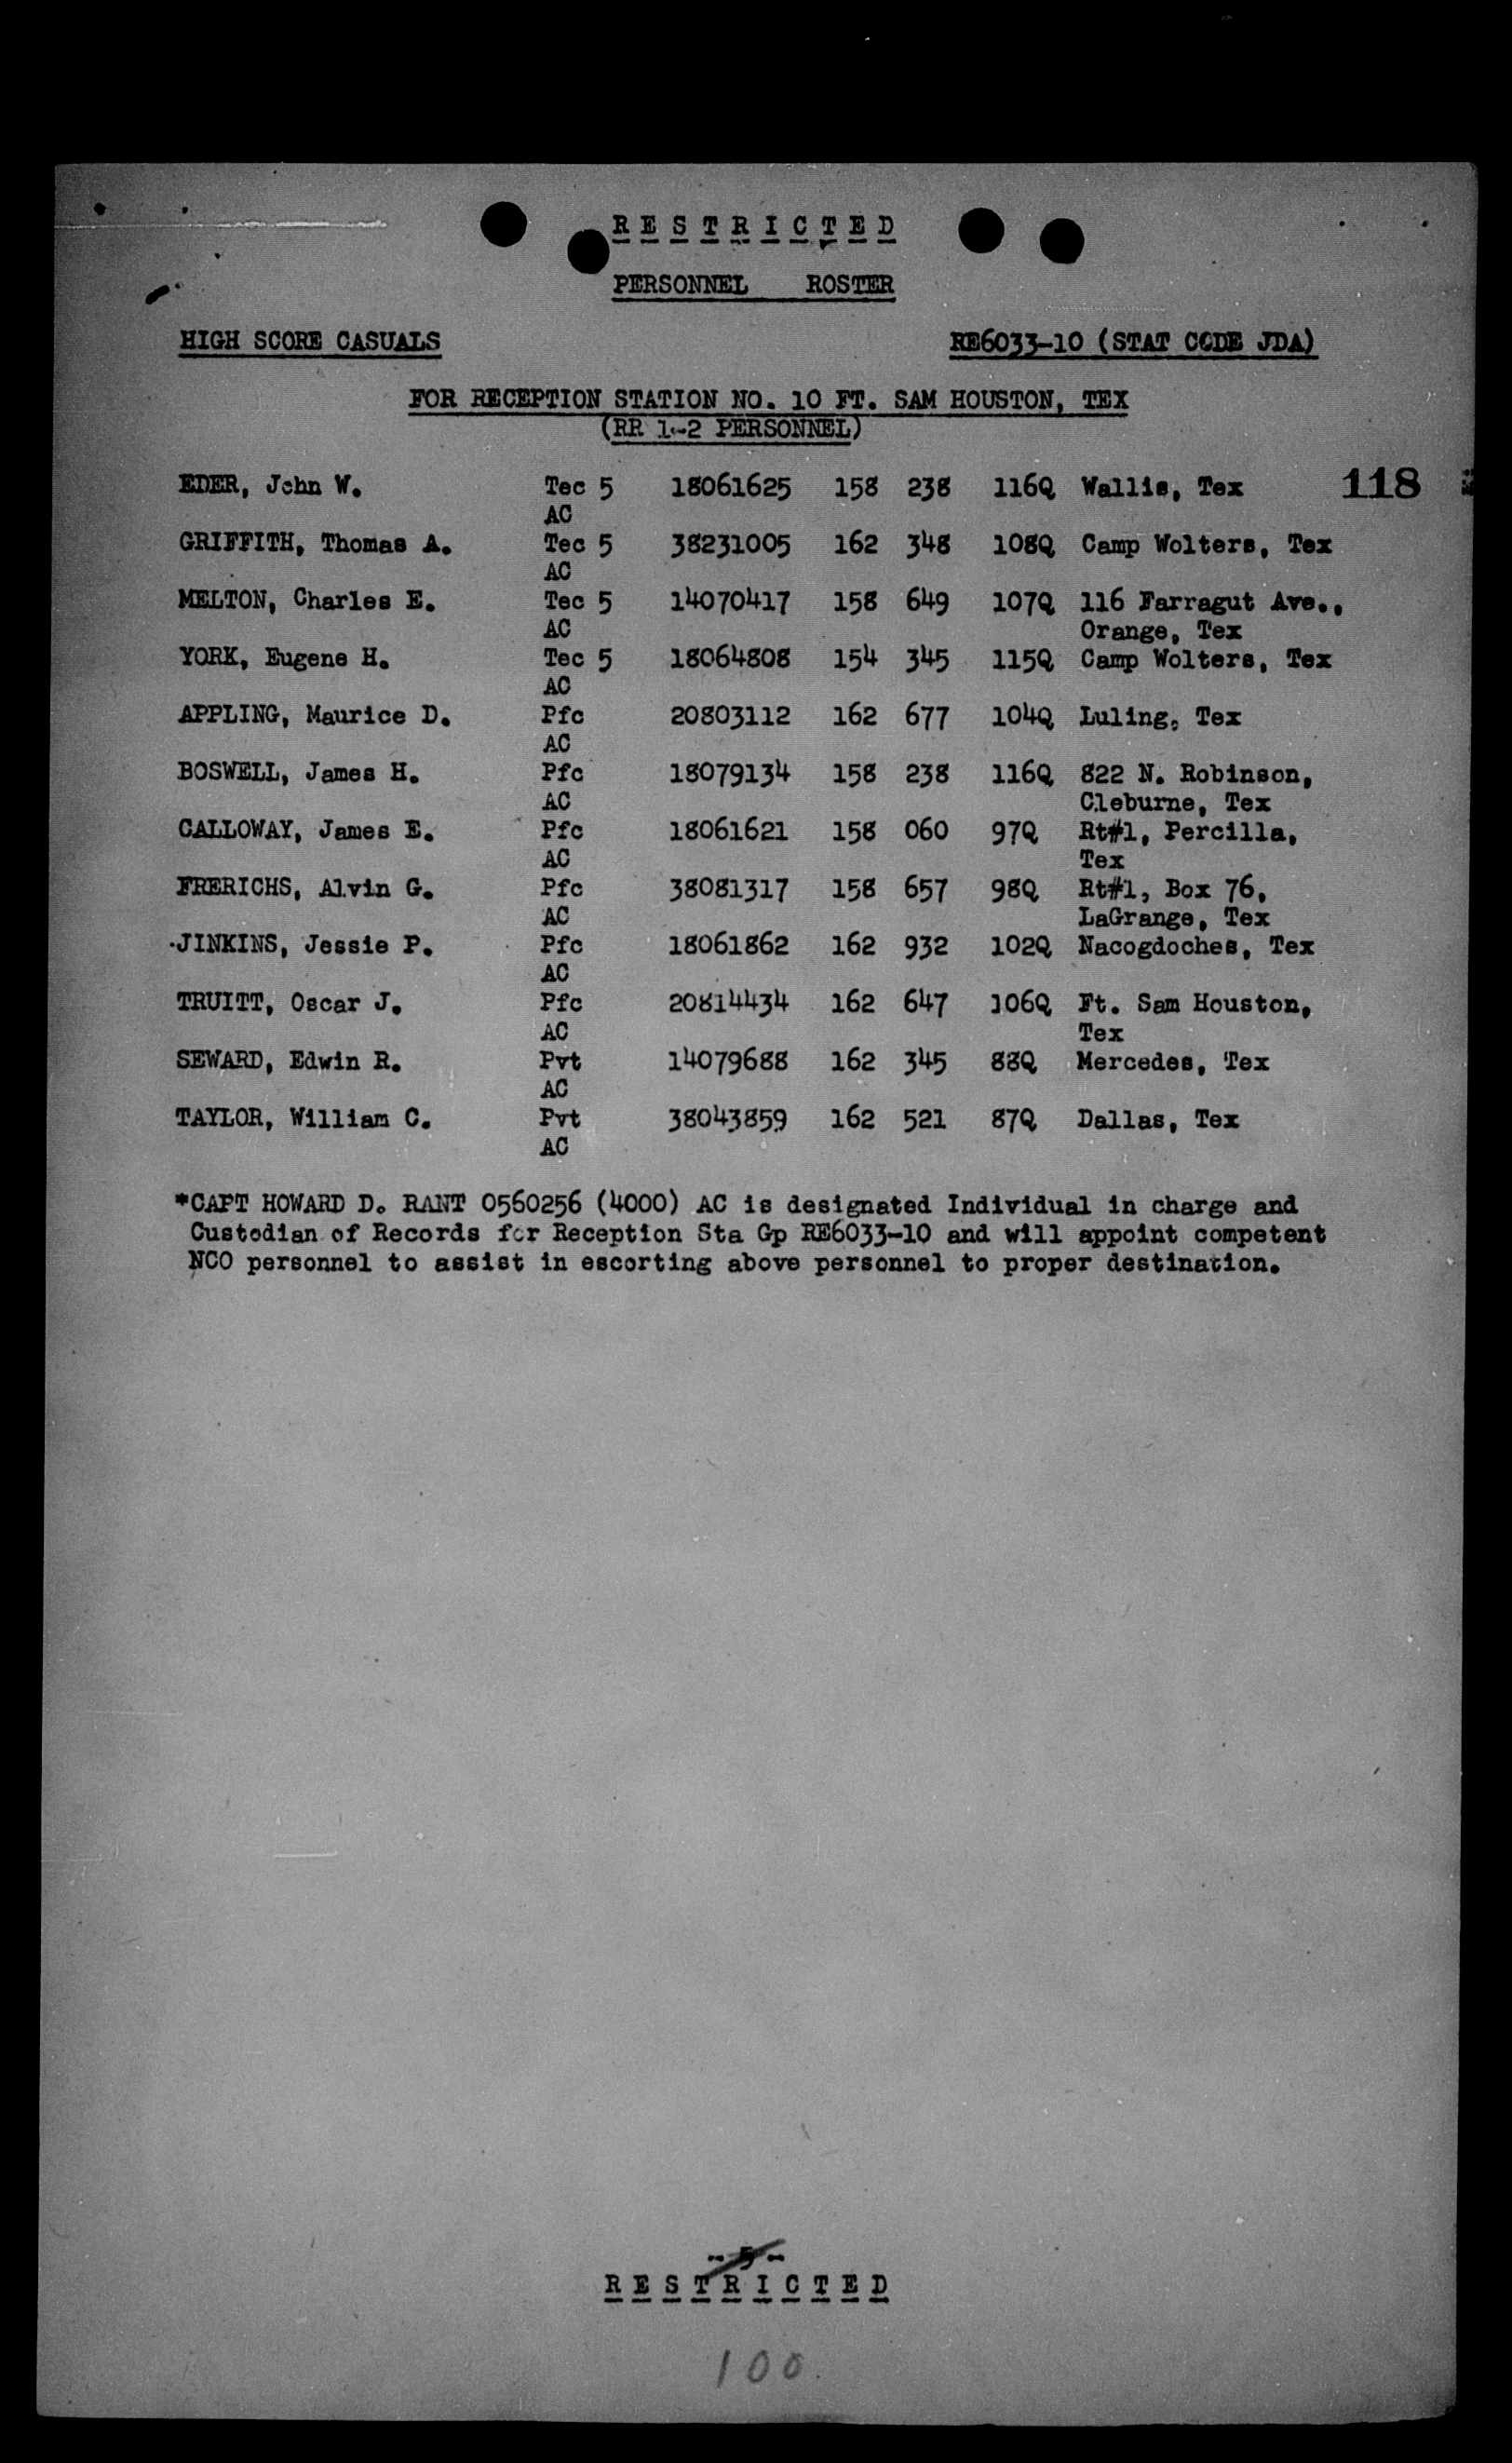 RESTRICTED
PERSONNEL ROSTER
HIGH SCORE CASUALS RE6033-10 (STAT CODE JDA)
FOR RECEPTION STATION NO. 10 FT. SAM HOUSTON, TEX
(RR 1-2 PERSONNEL)
EDER, John W. Tec 5 18061625 158 238 116Q Wallis, Tex 118
AC
GRIFFITH, Thomas A. Tec 5 38231005 162 348 108Q Camp Wolters, Tex
AC
MELTON, Charles E. Tec 5 14070417 158 649 107Q 116 Farragut Ave.,
AC Orange, Tex
YORK, Eugene H. Tec 5 18064808 154 345 115Q Camp Wolters, Tex
AC
APPLING, Maurice D. Pfc 20803112 162 677 104Q Luling, Tex
AC
BOSWELL, James H. Pfc 18079134 158 238 116Q 822 N. Robinson,
AC Cleburne, Tex
CALLOWAY, James E. Pfc 18061621 158 060 97Q Rt#1, Percilla,
AC Tex
FRERICHS, Alvin G. Pfc 38081317 158 657 98Q Rt#1, Box 76,
AC LaGrange, Tex
JINKINS, Jessie P. Pfc 18061862 162 932 102Q Nacogdoches, Tex
AC
TRUITT, Oscar J. Pfc 20814434 162 647 106Q Ft. Sam Houston,
AC Tex
SEWARD, Edwin R. Pvt 14079688 162 345 88Q Mercedes, Tex
AC
TAYLOR, William C. Pvt 38043859 162 521 87Q Dallas, Tex
AC
*CAPT HOWARD D. RANT 0560256 (4000) AC is designated Individual in charge and
Custodian of Records for Reception Sta Gp RE6033-10 and will appoint competent
NCO personnel to assist in escorting above personnel to proper destination.
-5-
RESTRICTED
100